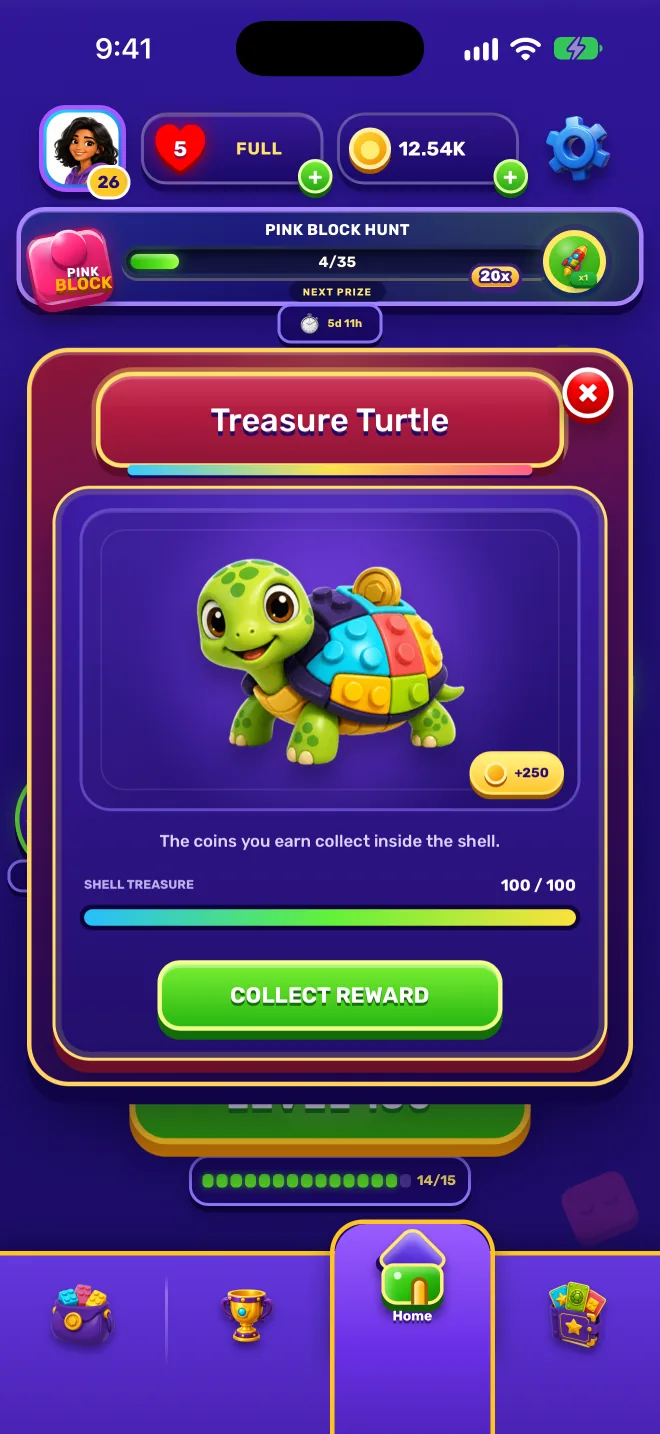 9:41
5
FULL
12.54K
26
PINK BLOCK HUNT
PINK
BLOCK
4/35
20x
x1
NEXT PRIZE
5d 11h
Treasure Turtle
+250
The coins you earn collect inside the shell.
SHELL TREASURE
100 / 100
COLLECT REWARD
14/15
Home